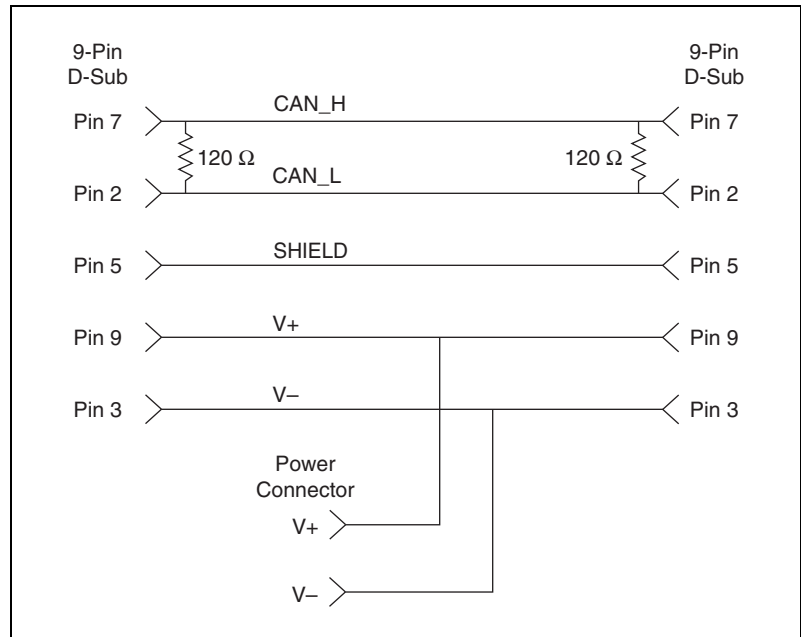 9-Pin
D-Sub
9-Pin
D-Sub
Pin 7
CAN_H
Pin 7
120 Ω
120 Ω
Pin 2
CAN_L
Pin 2
Pin 5
SHIELD
Pin 5
Pin 9
V+
Pin 9
Pin 3
V–
Pin 3
Power
Connector
V+
V–